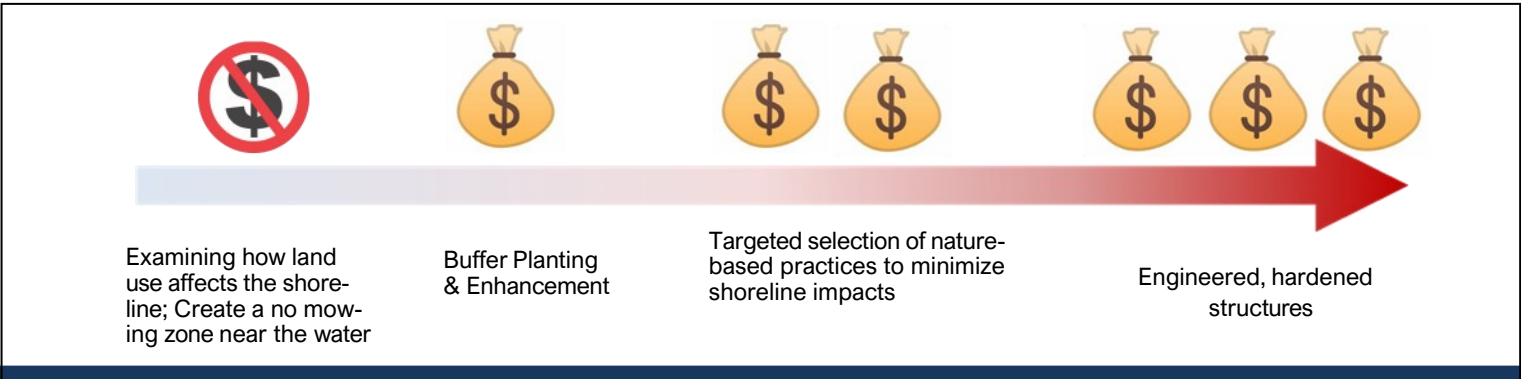 $
$
$ $
$ $ $
Examining how land
use affects the shore-
line; Create a no mow-
ing zone near the water
Buffer Planting
& Enhancement
Targeted selection of nature-
based practices to minimize
shoreline impacts
Engineered, hardened
structures